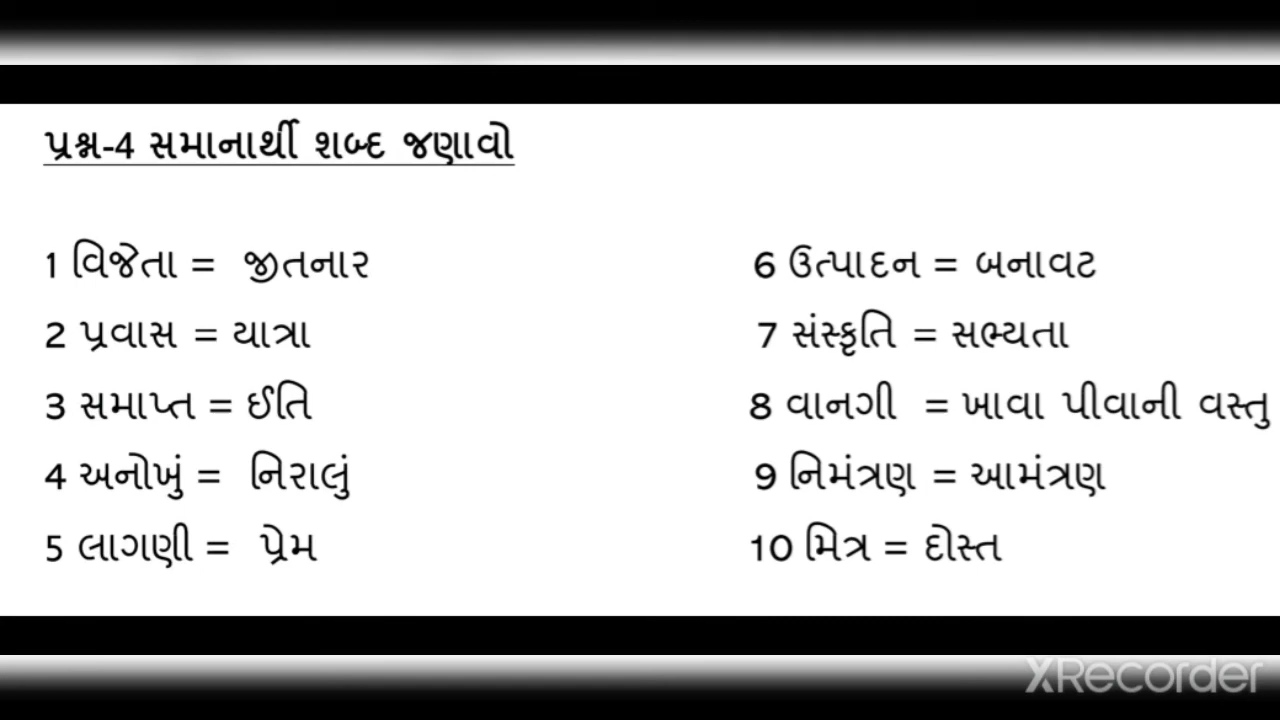 પ્રશ્ન-4 સમાનાર્થી શબ્દ જણાવો
1 વિજેતા = જીતનાર
2 પ્રવાસ = યાત્રા
3 સમાપ્ત = ઈતિ
4 અનોખું = નિરાલું
5 લાગણી = પ્રેમ
6 ઉત્પાદન = બનાવટ
7 સંસ્કૃતિ = સભ્યતા
8 વાનગી = ખાવા પીવાની વસ્તુ
9 નિમંત્રણ = આમંત્રણ
10 મિત્ર = દોસ્ત
XRecorder